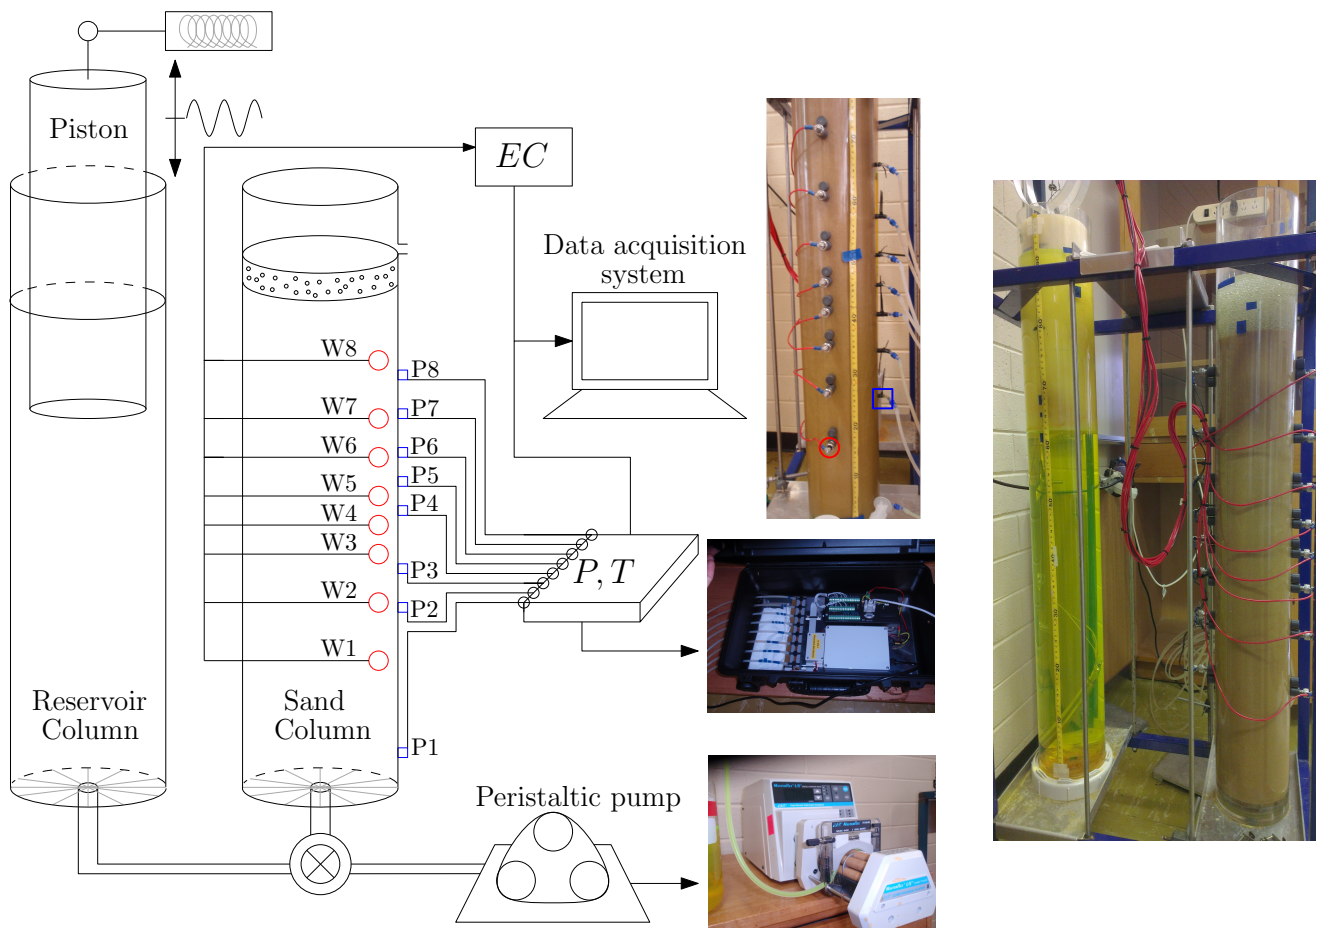 Piston
EC
Data acquisition
system
W8
P8
W7
P7
W6
P6
W5
P5
W4
P4
W3
P3
P, T
W2
P2
W1
Reservoir
Column
Sand
Column
P1
Peristaltic pump